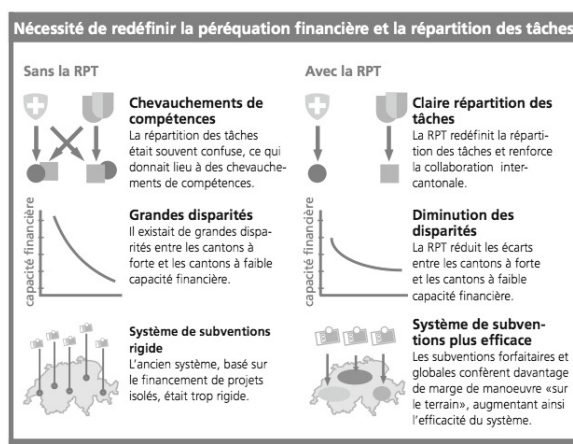 Nécessité de redéfinir la péréquation financière et la répartition des tâches
Sans la RPT
Chevauchements de
compétences
La répartition des tâches
était souvent confuse, ce qui
donnait lieu à des chevauche-
ments de compétences.
capacité financière
Grandes disparités
Il existait de grandes dispa-
rités entre les cantons à
forte et les cantons à faible
capacité financière.
Système de subventions
rigide
L'ancien système, basé sur
le financement de projets
isolés, était trop rigide.
Avec la RPT
Claire répartition des
tâches
La RPT redéfinit la réparti-
tion des tâches et renforce
la collaboration inter-
cantonale.
capacité financière
Diminution des
disparités
La RPT réduit les écarts
entre les cantons à forte
et les cantons à faible
capacité financière.
Système de subven-
tions plus efficace
Les subventions forfaitaires et
globales confèrent davantage
de marge de manoeuvre «sur
le terrain», augmentant ainsi
l'efficacité du système.